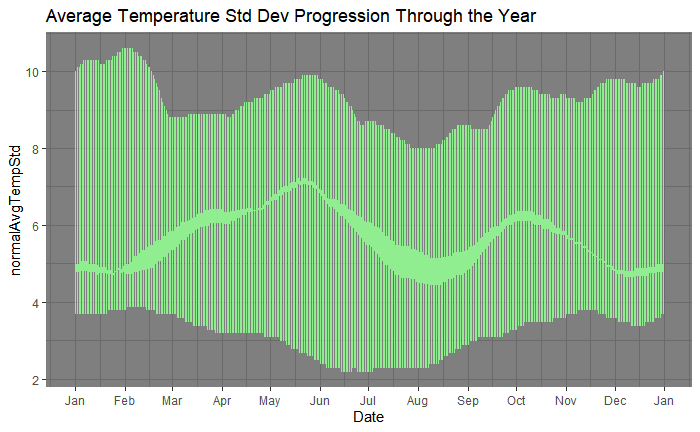 Average Temperature Std Dev Progression Through the Year
normalAvgTempStd
10
8
6
4
2
Jan Feb Mar Apr May Jun Jul Aug Sep Oct Nov Dec Jan
Date